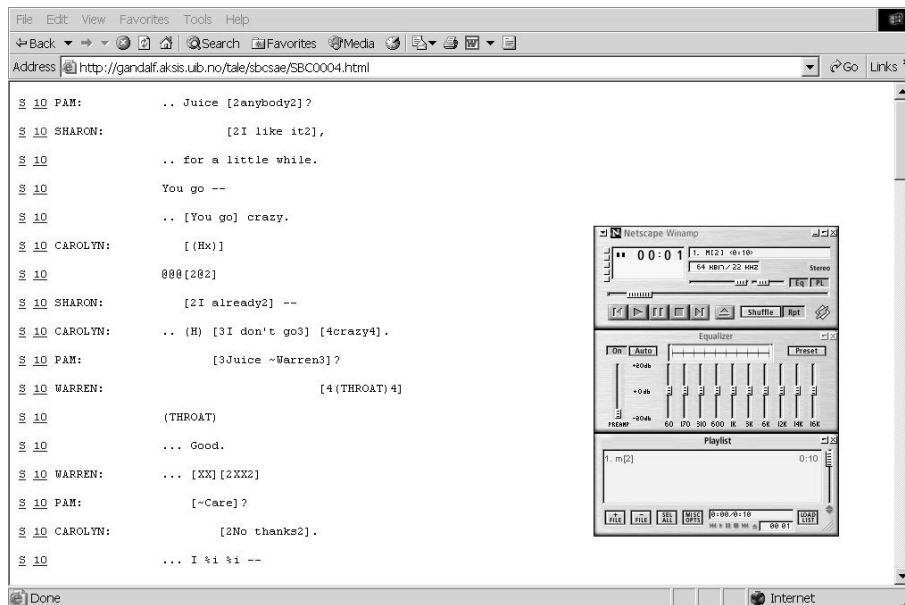 File Edit View Favorites Tools Help
Back Search Favorites Media
Address http://gandalf.aksis.uib.no/tale/sbcsae/SBC0004.html Go Links
S 10 PAM: .. Juice [2anybody2]?
S 10 SHARON: [2I like it2],
S 10 .. for a little while.
S 10 You go --
S 10 .. [You go] crazy.
S 10 CAROLYN: [(Hx)]
S 10 @@@[2@2]
S 10 SHARON: [2I already2] --
S 10 CAROLYN: .. (H) [3I don't go3] [4crazy4].
S 10 PAM: [3Juice ~Warren3]?
S 10 WARREN: [4(THROAT)4]
S 10 (THROAT)
S 10 ... Good.
S 10 WARREN: ... [XX][2XX2]
S 10 PAM: [~Care]?
S 10 CAROLYN: [2No thanks2].
S 10 ... I %i %i --
N Netscape Winamp
00:01 1. M[2] <0:10>
64 KBIT/22 KHZ Stereo
Eq PL
Shuffle Rpt
Equalizer
On Auto Preset
+20db
+0db
-20db
PREAMP 60 170 310 600 1K 3K 6K 12K 14K 16K
Playlist
1. m[2] 0:10
+ FILE - FILE SEL ALL MISC OPTS 0:00/0:10 00 01 LOAD LIST
Done Internet